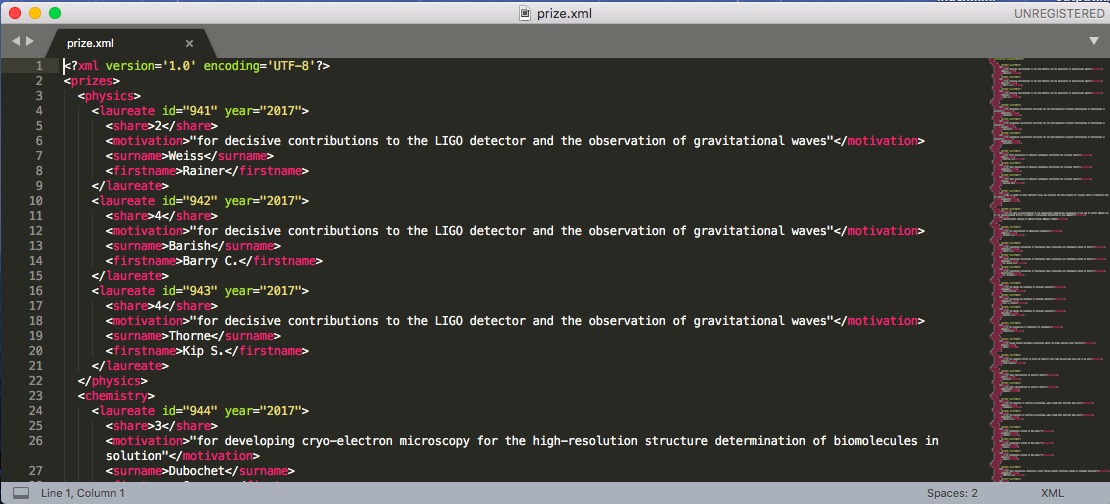 prize.xml
UNREGISTERED
prize.xml
1 <?xml version='1.0' encoding='UTF-8'?>
2 <prizes>
3 <physics>
4 <laureate id="941" year="2017">
5 <share>2</share>
6 <motivation>"for decisive contributions to the LIGO detector and the observation of gravitational waves"</motivation>
7 <surname>Weiss</surname>
8 <firstname>Rainer</firstname>
9 </laureate>
10 <laureate id="942" year="2017">
11 <share>4</share>
12 <motivation>"for decisive contributions to the LIGO detector and the observation of gravitational waves"</motivation>
13 <surname>Barish</surname>
14 <firstname>Barry C.</firstname>
15 </laureate>
16 <laureate id="943" year="2017">
17 <share>4</share>
18 <motivation>"for decisive contributions to the LIGO detector and the observation of gravitational waves"</motivation>
19 <surname>Thorne</surname>
20 <firstname>Kip S.</firstname>
21 </laureate>
22 </physics>
23 <chemistry>
24 <laureate id="944" year="2017">
25 <share>3</share>
26 <motivation>"for developing cryo-electron microscopy for the high-resolution structure determination of biomolecules in
solution"</motivation>
27 <surname>Dubochet</surname>
Line 1, Column 1
Spaces: 2
XML